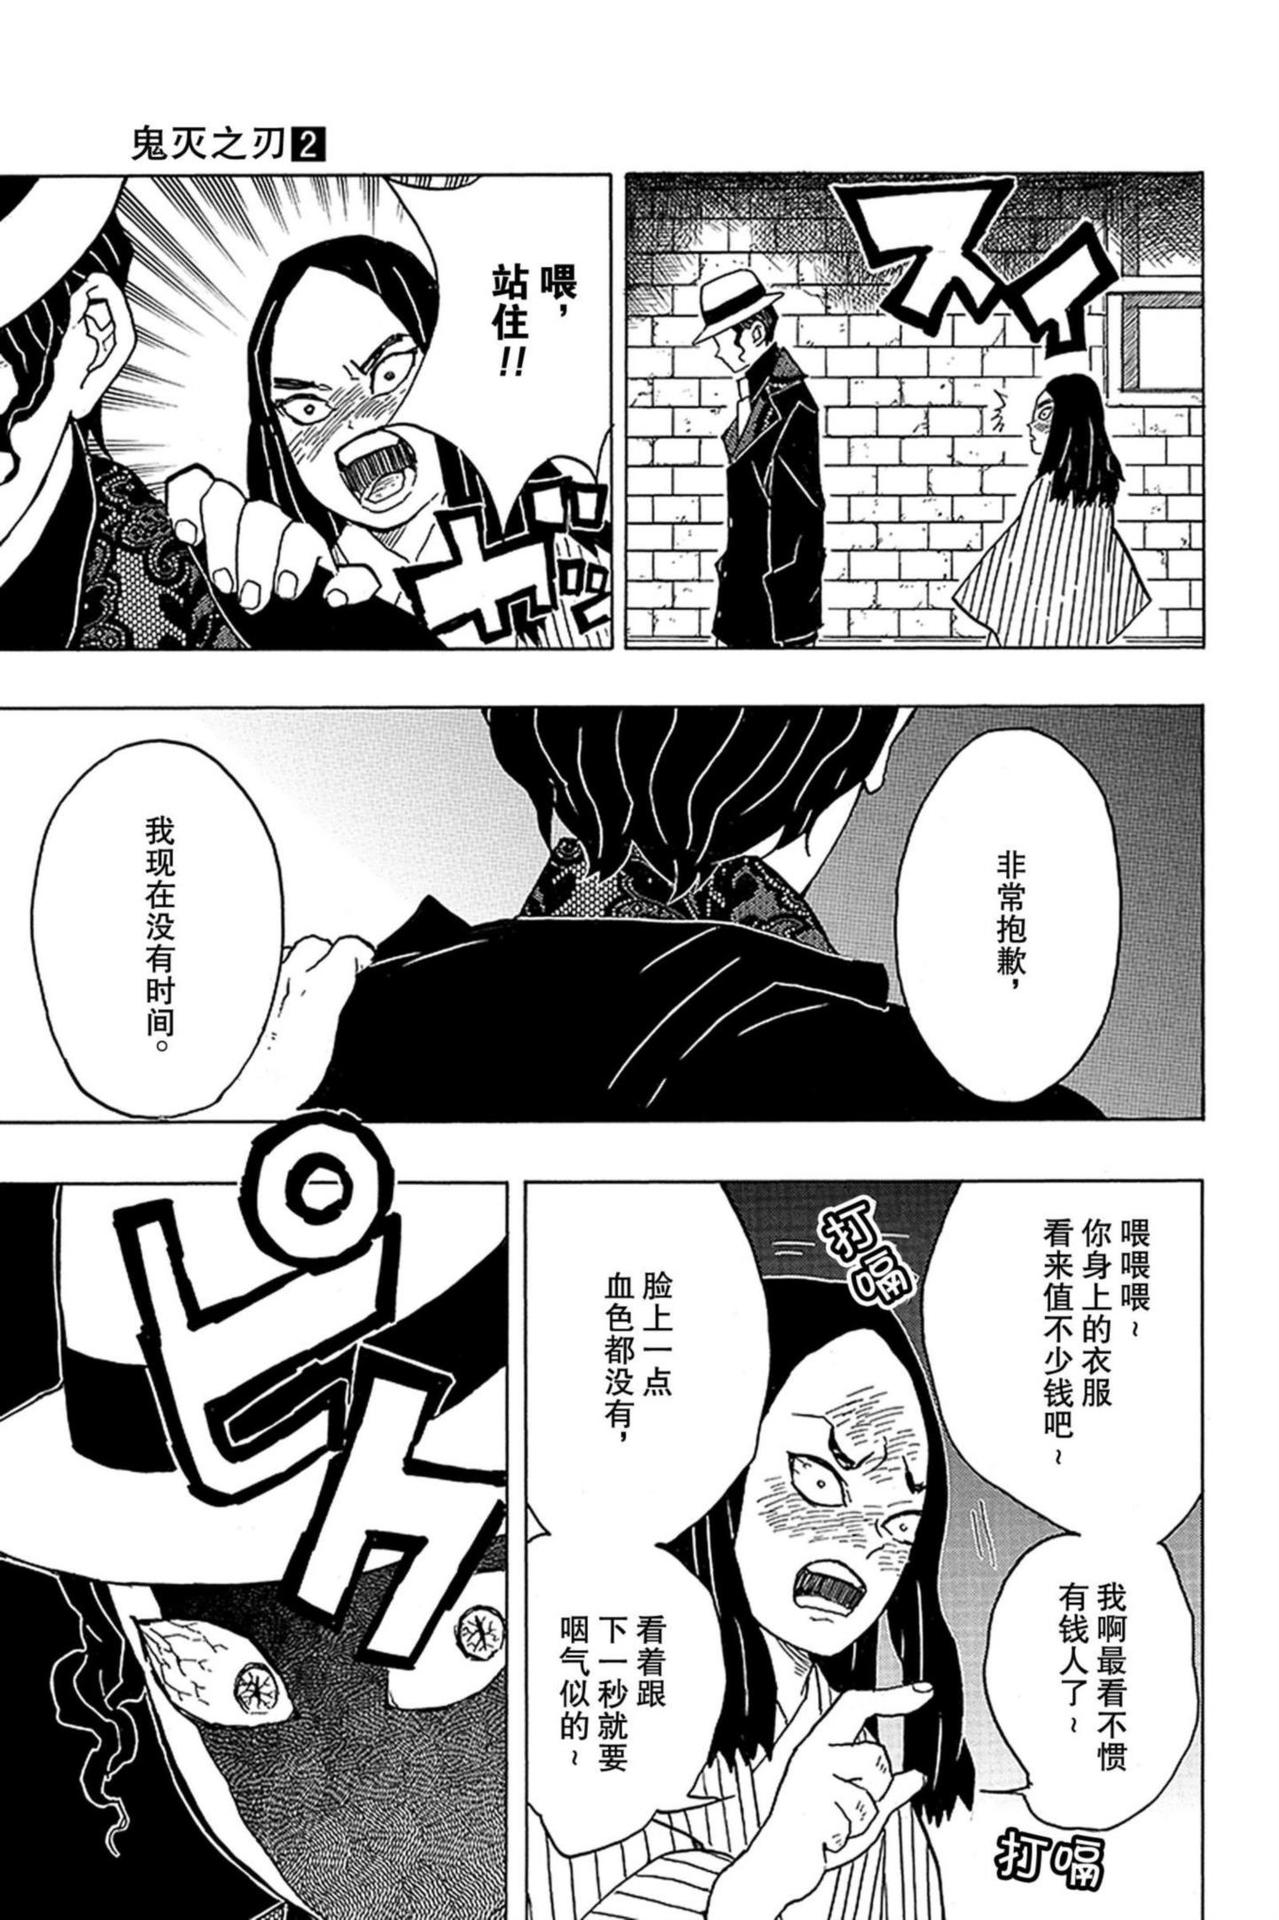 鬼灭之刃2
スイ
喂，
站住!!
非常抱歉，
我现在没有时间。
喂喂喂~
你身上的衣服
看来值不少钱吧~
我啊最看不惯
有钱人了~
打嗝
打嗝
脸上一点
血色都没有，
看着跟
下一秒就要
咽气似的~
ピク